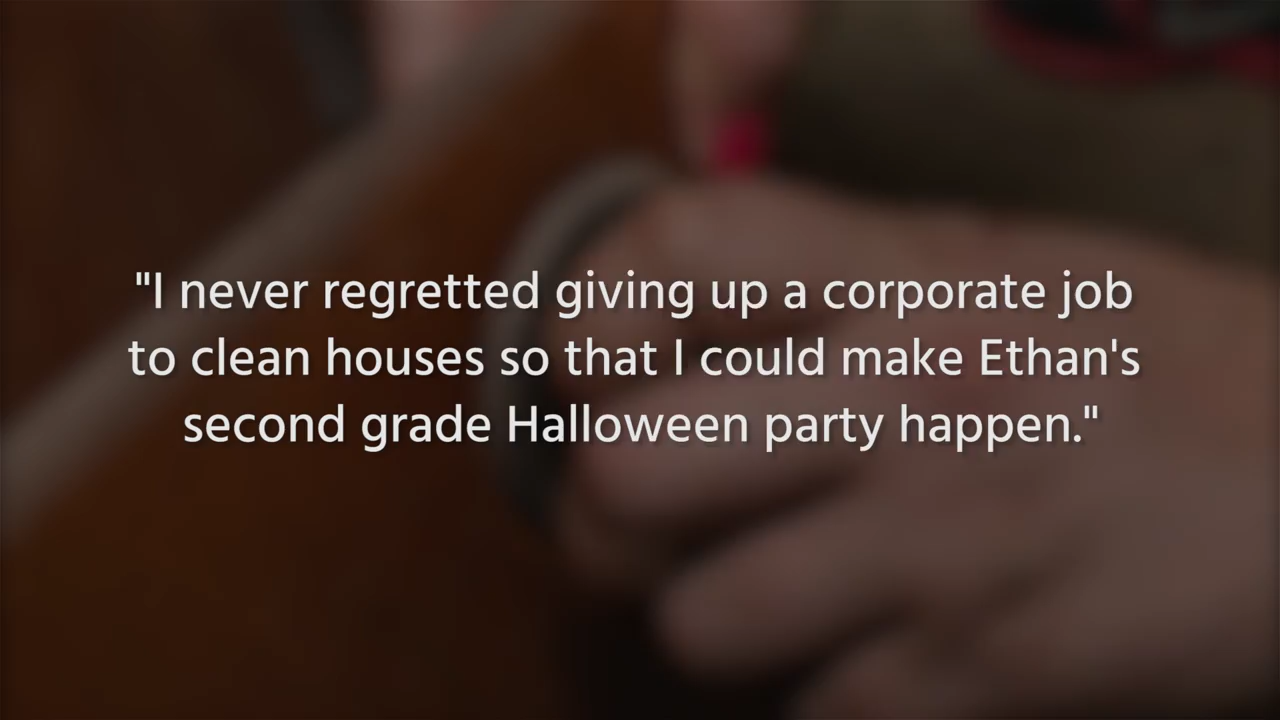 "I never regretted giving up a corporate job
to clean houses so that I could make Ethan's
second grade Halloween party happen."